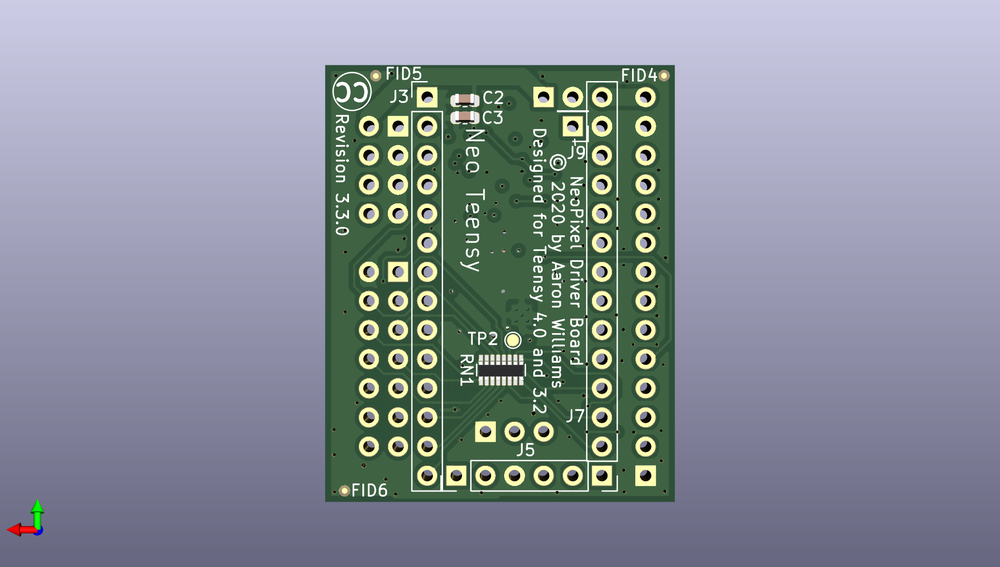 FID5
FID4
J3
C2
C3
CC
Revision 3.3.0
Neo Teensy
J9
+
NeoPixel Driver Board
© 2020 by Aaron Williams
Designed for Teensy 4.0 and 3.2
TP2
RN1
J7
J5
FID6